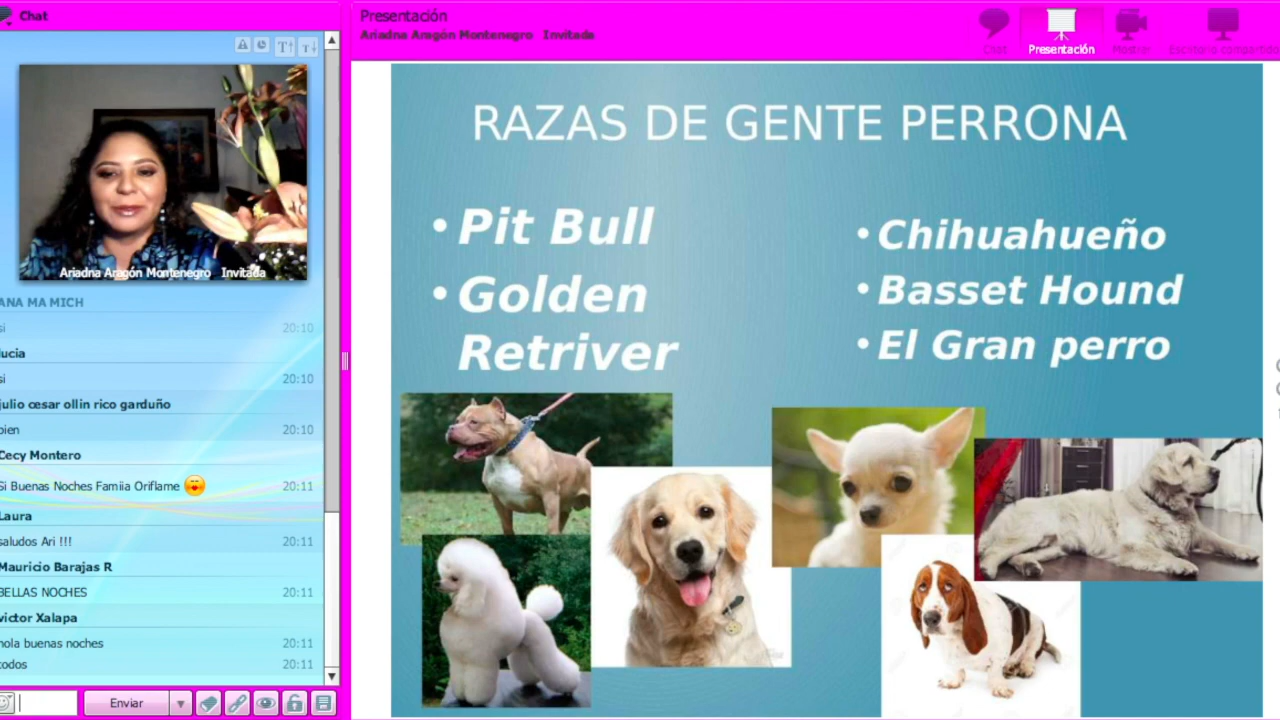 Chat
Ariadna Aragón Montenegro Invitada
ANA MA MICH
si
20:10
lucia
si
20:10
julio cesar ollin rico garduño
bien
20:10
Cecy Montero
Si Buenas Noches Famiia Oriflame
20:11
Laura
saludos Ari !!!
20:11
Mauricio Barajas R
BELLAS NOCHES
20:11
victor Xalapa
hola buenas noches
20:11
todos
20:11
Enviar
Presentación
Ariadna Aragón Montenegro Invitada
Chat
Presentación
Mostrar
Escritorio compartido
RAZAS DE GENTE PERRONA
• Pit Bull
• Golden
Retriver
• Chihuahueño
• Basset Hound
• El Gran perro